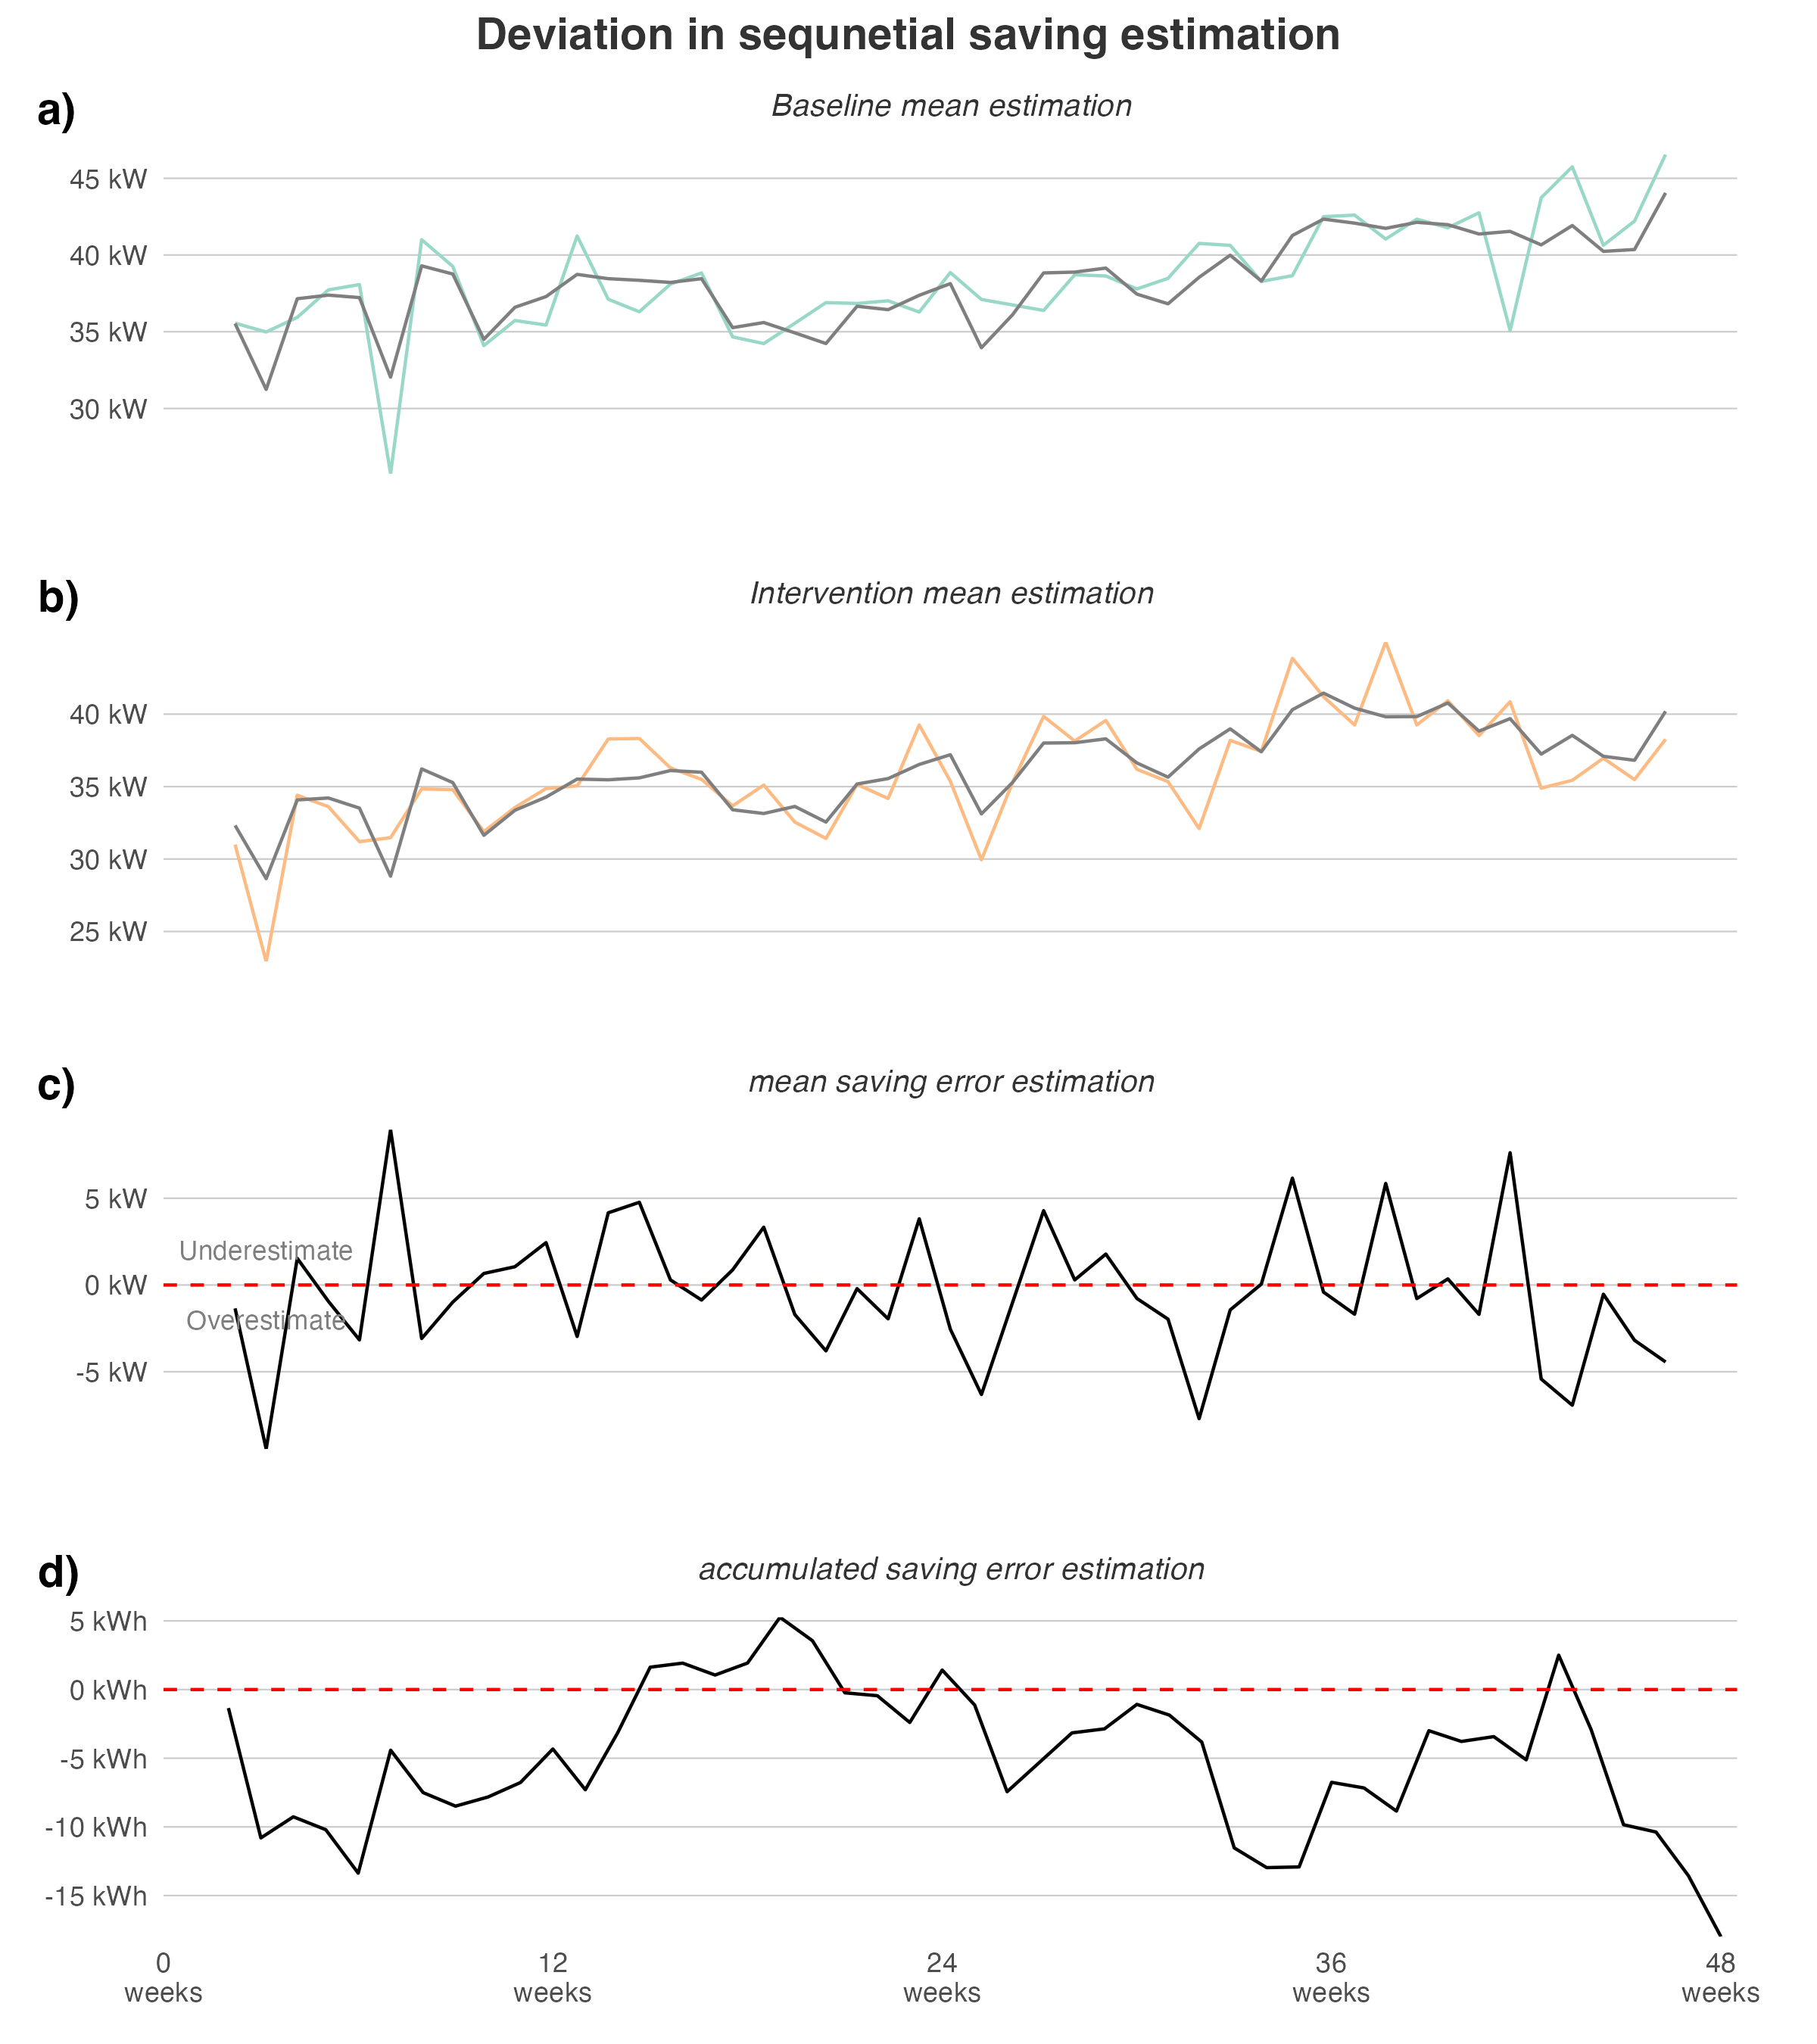 Deviation in sequnetial saving estimation
a)
Baseline mean estimation
45 kW
40 kW
35 kW
30 kW
b)
Intervention mean estimation
40 kW
35 kW
30 kW
25 kW
c)
mean saving error estimation
5 kW
Underestimate
0 kW
Overestimate
-5 kW
d)
accumulated saving error estimation
5 kWh
0 kWh
-5 kWh
-10 kWh
-15 kWh
0 12 24 36 48
weeks weeks weeks weeks weeks